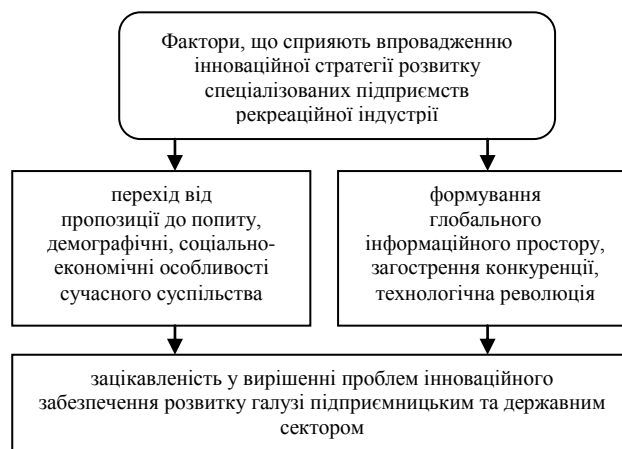 Фактори, що сприяють впровадженню
інноваційної стратегії розвитку
спеціалізованих підприємств
рекреаційної індустрії
перехід від
пропозиції до попиту,
демографічні, соціально-
економічні особливості
сучасного суспільства
формування
глобального
інформаційного простору,
загострення конкуренції,
технологічна революція
зацікавленість у вирішенні проблем інноваційного
забезпечення розвитку галузі підприємницьким та державним
сектором